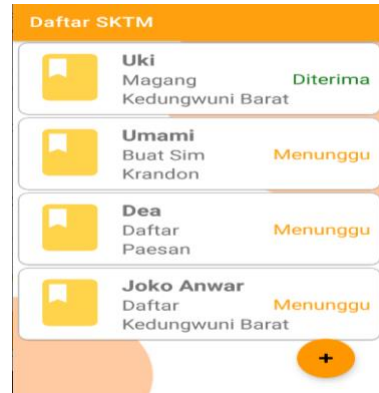 Daftar SKTM
Uki
Magang
Diterima
Kedungwuni Barat
Umami
Buat Sim
Menunggu
Krandon
Dea
Daftar
Menunggu
Paesan
Joko Anwar
Daftar
Menunggu
Kedungwuni Barat
+